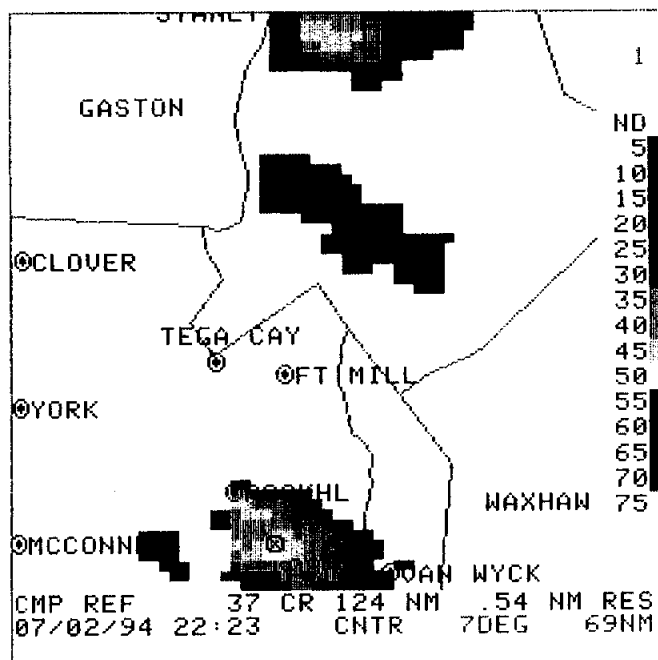 1
GASTON
ND
5
10
15
20
CLOVER
25
30
35
TEGA CAY
40
45
FT MILL
50
YORK
55
60
65
70
WAXHAW 75
MCCONN
VAN WYCK
CMP REF 37 CR 124 NM .54 NM RES
07/02/94 22:23 CNTR 7DEG 69NM